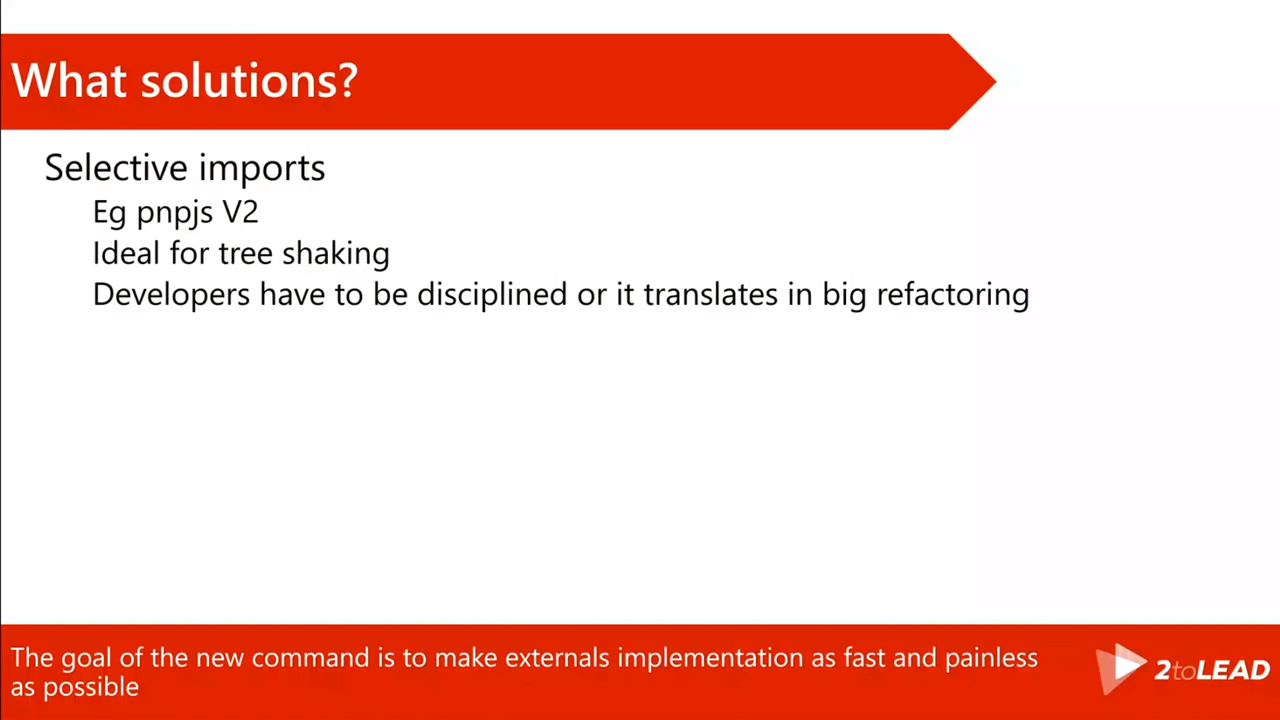 What solutions?
Selective imports
Eg pnpjs V2
Ideal for tree shaking
Developers have to be disciplined or it translates in big refactoring
The goal of the new command is to make externals implementation as fast and painless
as possible
2toLEAD